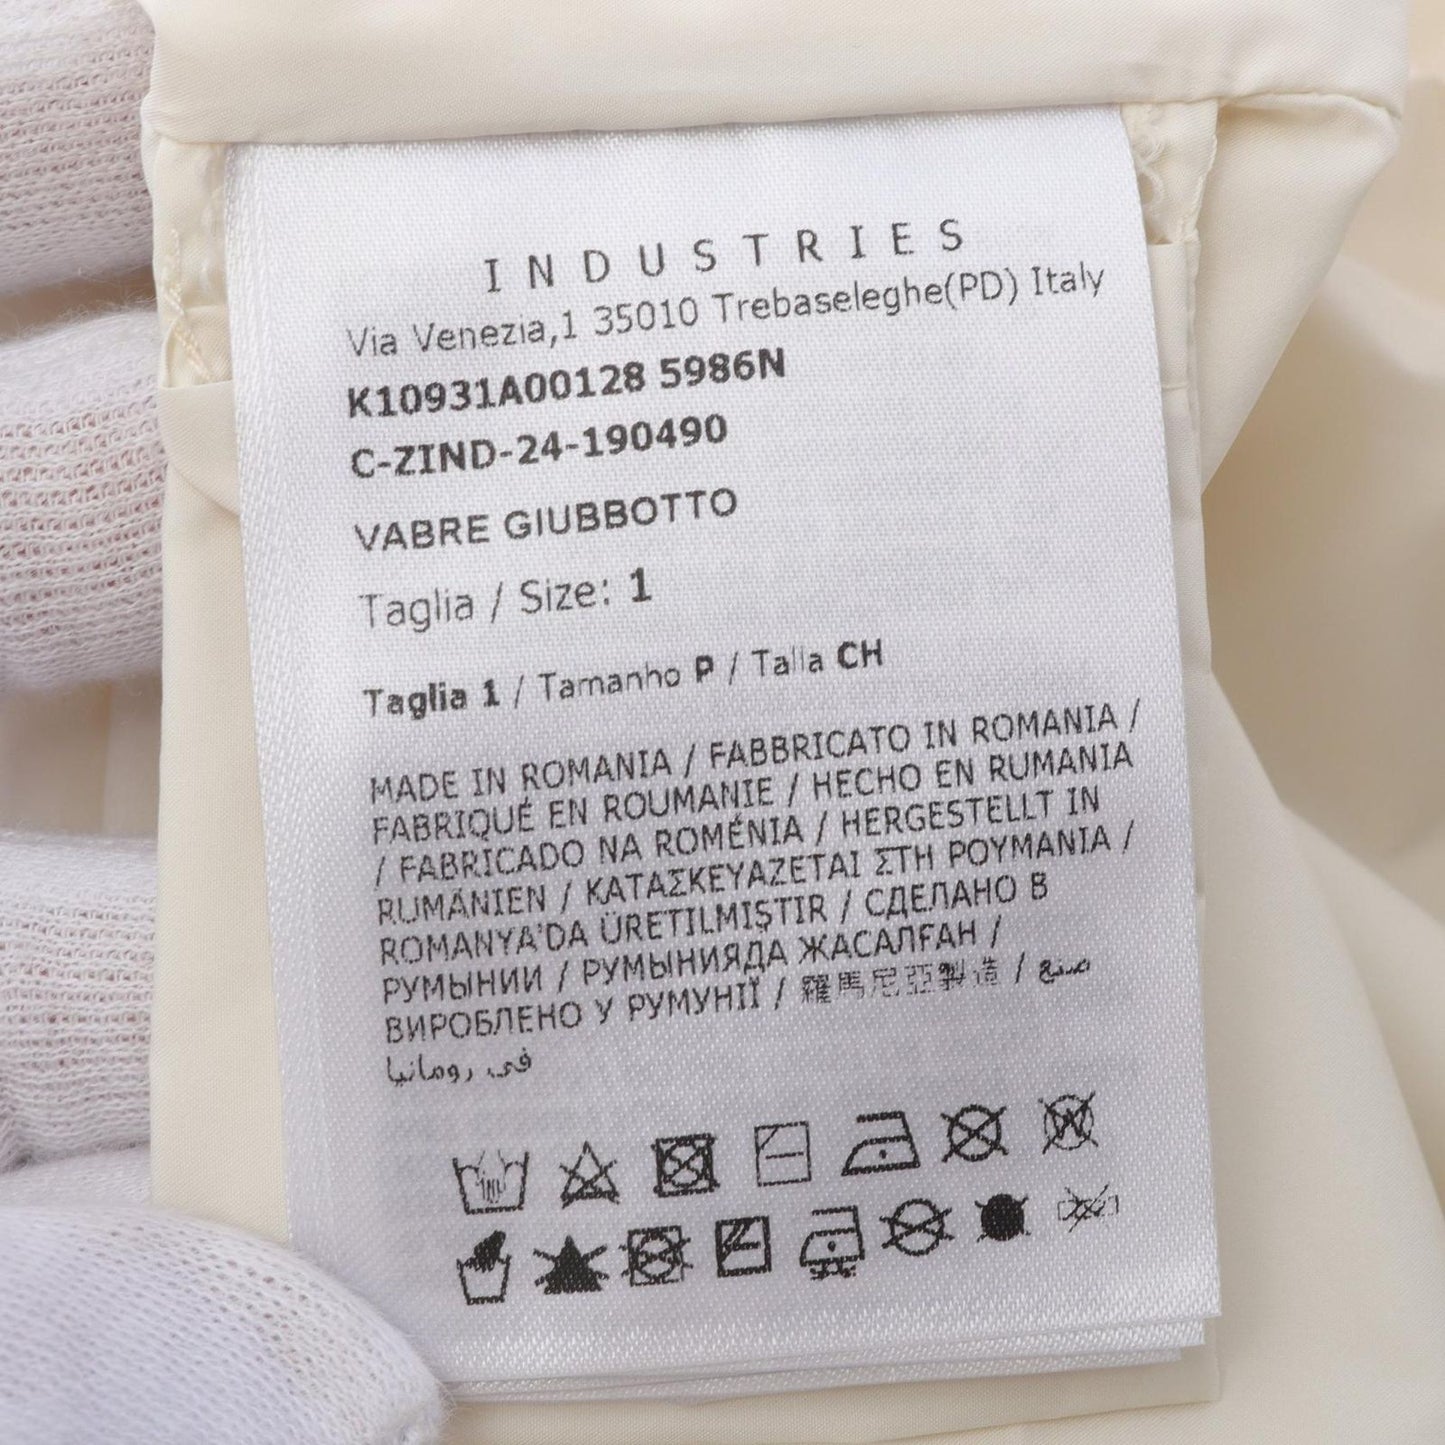 INDUSTRIES
Via Venezia,1 35010 Trebaseleghe(PD) Italy
K10931A00128 5986N
C-ZIND-24-190490
VABRE GIUBBOTTO
Taglia / Size: 1
Taglia 1 / Tamanho P / Talla CH
MADE IN ROMANIA / FABBRICATO IN ROMANIA /
FABRIQUÉ EN ROUMANIE / HECHO EN RUMANIA
/ FABRICADO NA ROMÉNIA / HERGESTELLT IN
RUMÄNIEN / ΚΑΤΑΣΚΕΥΑΖΕΤΑΙ ΣΤΗ ΡΟΥΜΑΝΙΑ /
ROMANYA'DA ÜRETILMIŞTIR / СДЕЛАНО В
РУМЫНИИ / РУМЫНИЯДА ЖАСАЛҒАН /
ВИРОБЛЕНО У РУМУНІЇ / 羅馬尼亞製造 / صنع
في رومانيا
W